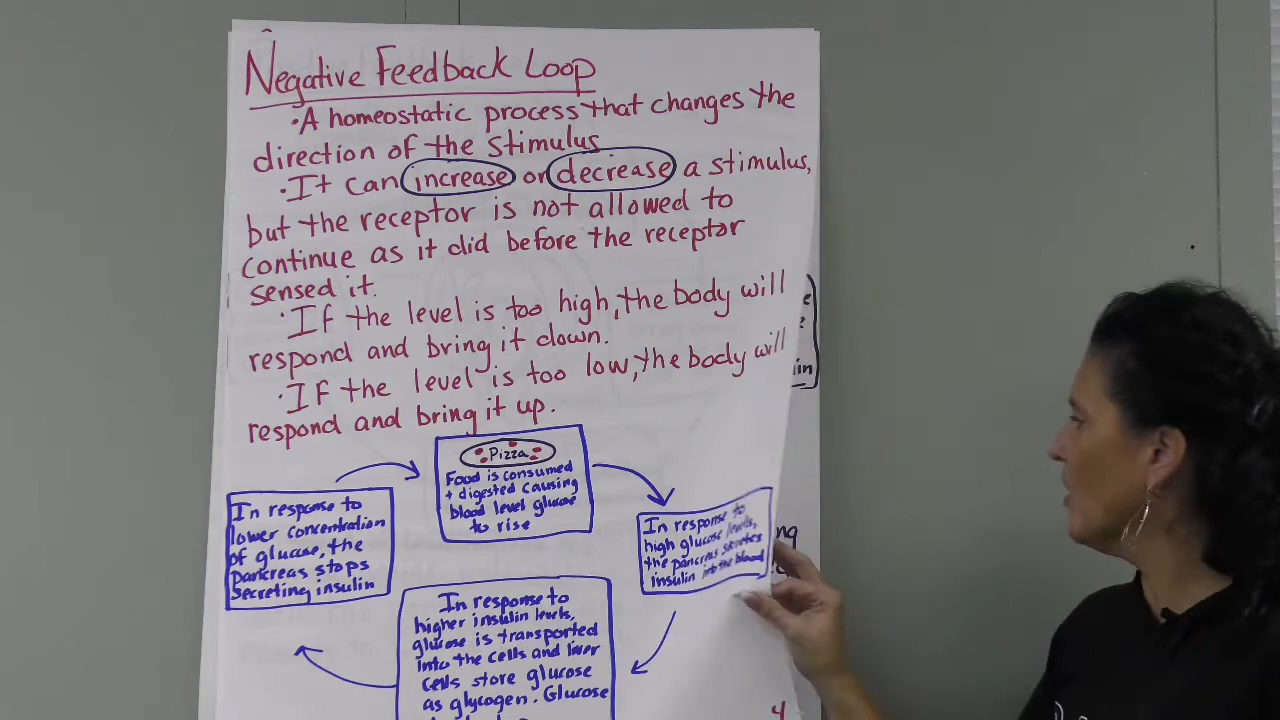 Negative Feedback Loop
·A homeostatic process that changes the
direction of the stimulus
·It can increase or decrease a stimulus,
but the receptor is not allowed to
continue as it did before the receptor
sensed it.
·If the level is too high, the body will
respond and bring it down.
·If the level is too low, the body will
respond and bring it up.
Pizza
Food is consumed
+ digested causing
blood level glucose
to rise
In response to
high glucose levels,
the pancreas secretes
insulin into the blood
In response to
higher insulin levels,
glucose is transported
into the cells and liver
cells store glucose
as glycogen. Glucose
In response to
lower concentration
of glucose, the
pancreas stops
secreting insulin
4